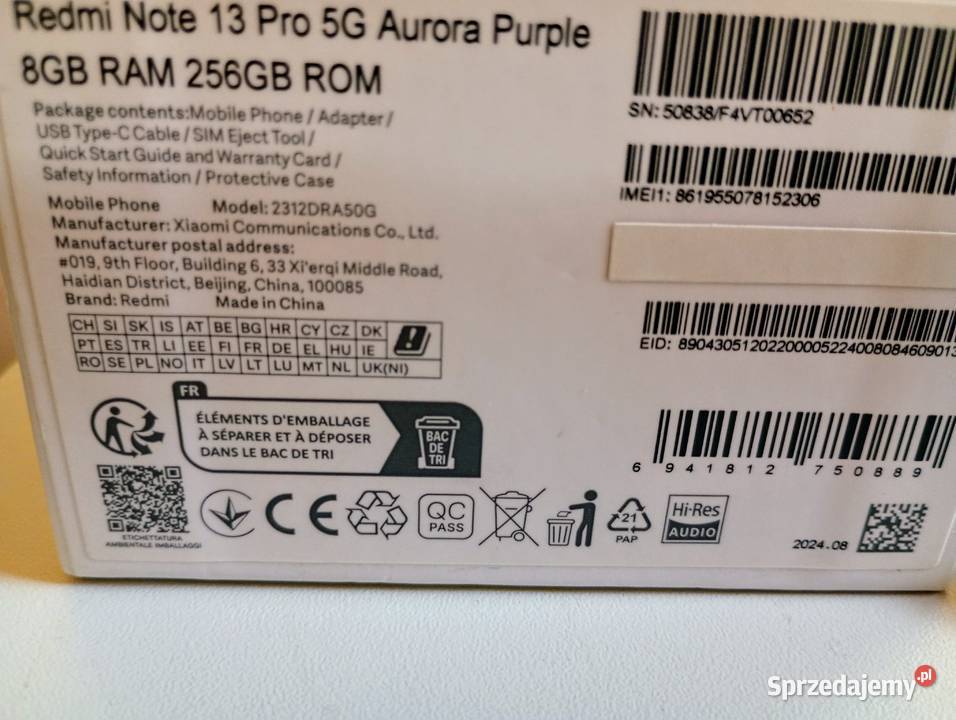 Redmi Note 13 Pro 5G Aurora Purple
8GB RAM 256GB ROM
Package contents:Mobile Phone / Adapter /
USB Type-C Cable / SIM Eject Tool /
Quick Start Guide and Warranty Card /
Safety Information / Protective Case
Mobile Phone Model: 2312DRA50G
Manufacturer: Xiaomi Communications Co., Ltd.
Manufacturer postal address:
#019, 9th Floor, Building 6, 33 Xi'erqi Middle Road,
Haidian District, Beijing, China, 100085
Brand: Redmi Made in China
CH SI SK IS AT BE BG HR CY CZ DK
PT ES TR LI EE FI FR DE EL HU IE
RO SE PL NO IT LV LT LU MT NL UK(NI)
FR
ÉLÉMENTS D'EMBALLAGE
À SÉPARER ET À DÉPOSER
DANS LE BAC DE TRI
BAC
DE
TRI
ETICHETTATURA
AMBIENTALE IMBALLAGGI
CE
QC
PASS
21
PAP
Hi-Res
AUDIO
SN: 50838/F4VT00652
IMEI1: 861955078152306
EID: 89043051202200005224008084609013
6 941812 750889
2024.08
Sprzedajemy.pl